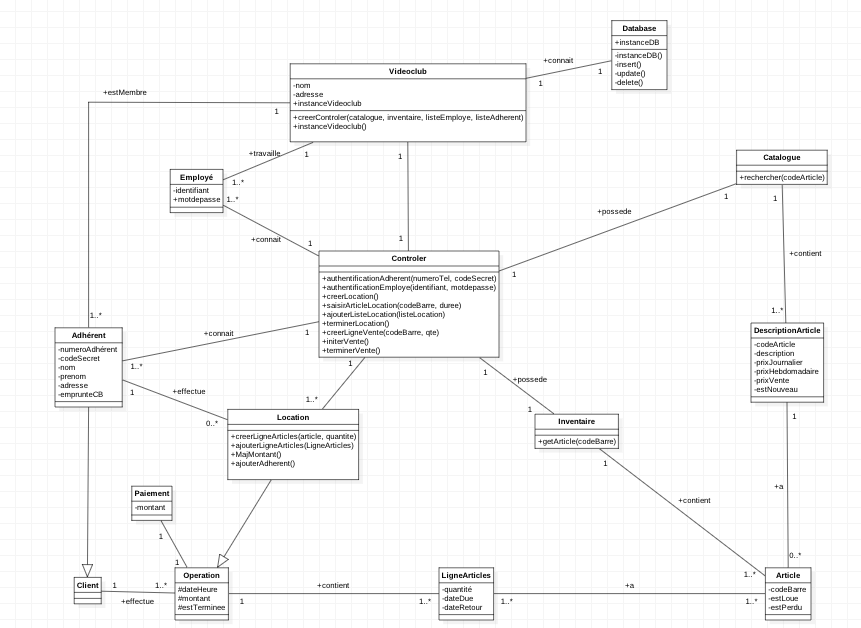 Database
+instanceDB
-instanceDB()
-insert()
-update()
-delete()
+connait
1
1
Videoclub
-nom
-adresse
+instanceVideoclub
+creerControler(catalogue, inventaire, listeEmploye, listeAdherent)
+instanceVideoclub()
+estMembre
1
1..*
+travaille
1
1..*
Employé
-identifiant
+motdepasse
1..*
+connait
1
1
1
Catalogue
+rechercher(codeArticle)
1
+possede
1
1
+contient
1..*
Controler
+authentificationAdherent(numeroTel, codeSecret)
+authentificationEmploye(identifiant, motdepasse)
+creerLocation()
+saisirArticleLocation(codeBarre, duree)
+ajouterListeLocation(listeLocation)
+terminerLocation()
+creerLigneVente(codeBarre, qte)
+initerVente()
+terminerVente()
Adhérent
-numeroAdhérent
-codeSecret
-nom
-prenom
-adresse
-emprunteCB
+connait
1
1..*
1
+effectue
0..*
1
1..*
1
+possede
1
DescriptionArticle
-codeArticle
-description
-prixJournalier
-prixHebdomadaire
-prixVente
-estNouveau
1
+a
0..*
Location
+creerLigneArticles(article, quantite)
+ajouterLigneArticles(LigneArticles)
+MajMontant()
+ajouterAdherent()
Inventaire
+getArticle(codeBarre)
1
+contient
1..*
Paiement
-montant
1
1
Client
1
1..*
+effectue
Operation
#dateHeure
#montant
#estTerminee
1
+contient
1..*
LigneArticles
-quantité
-dateDue
-dateRetour
1..*
+a
1..*
Article
-codeBarre
-estLoue
-estPerdu